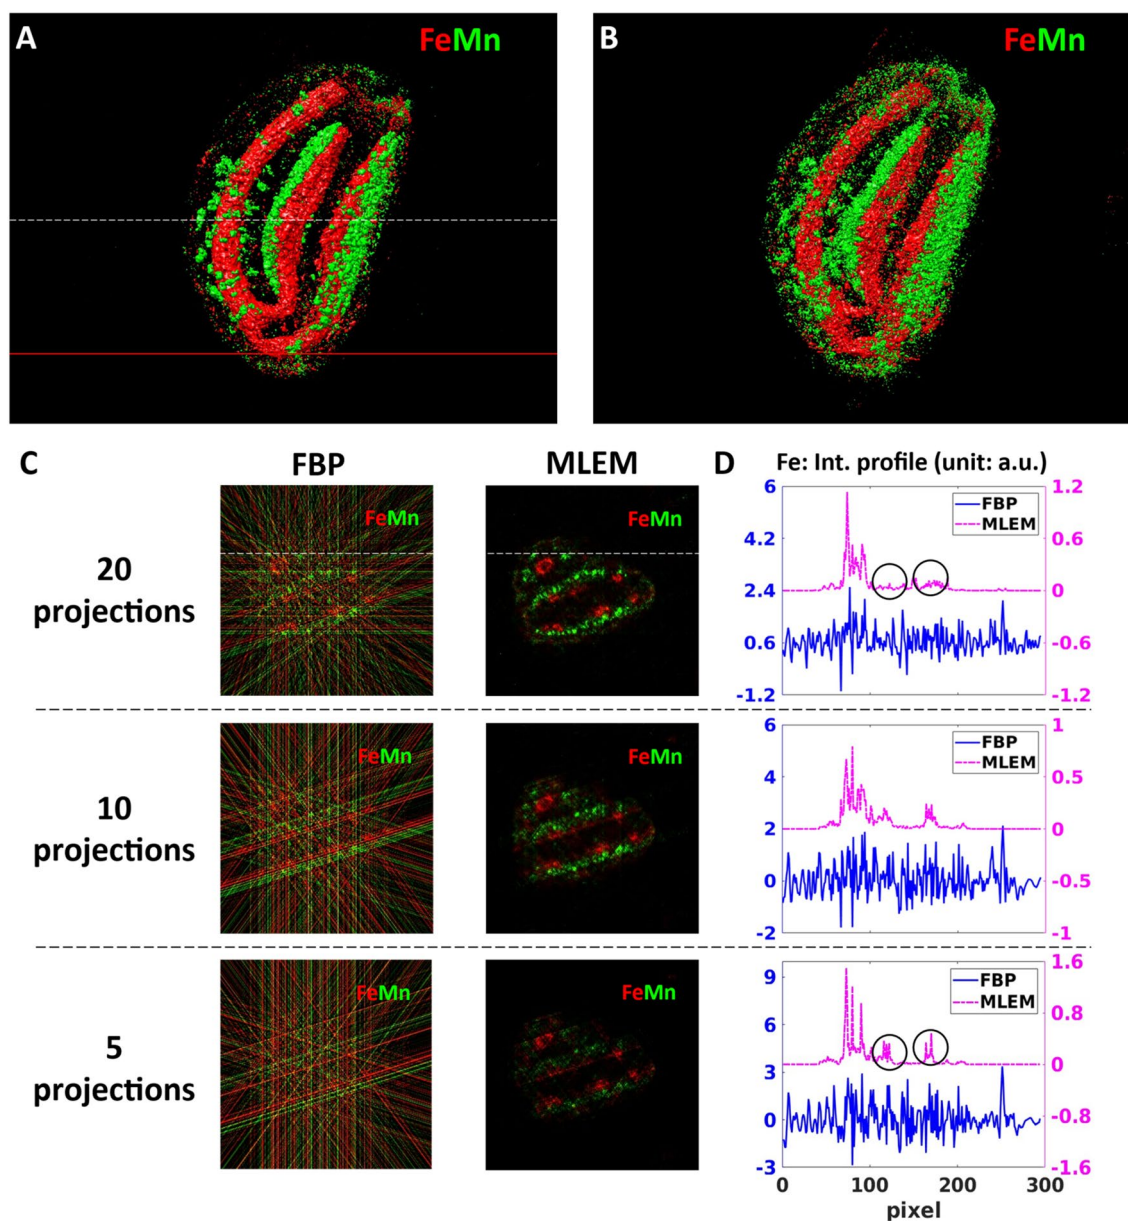 A
FeMn
B
FeMn
C
FBP
MLEM
D
Fe: Int. profile (unit: a.u.)
20
projections
FeMn
FeMn
6
4.2
2.4
0.6
-1.2
FBP
MLEM
1.2
0.6
0
-0.6
-1.2
10
projections
FeMn
FeMn
6
4
2
0
-2
FBP
MLEM
1
0.5
0
-0.5
-1
5
projections
FeMn
FeMn
9
6
3
0
-3
FBP
MLEM
1.6
0.8
0
-0.8
-1.6
0 100 200 300
pixel